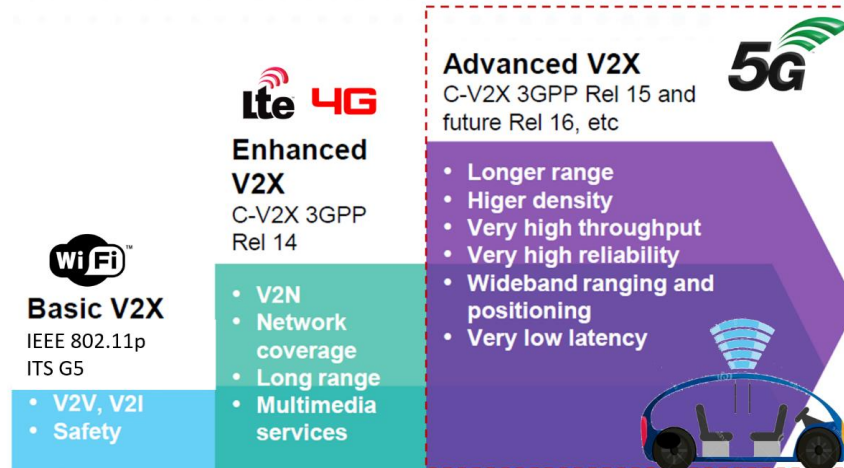 WiFi™
Basic V2X
IEEE 802.11p
ITS G5
• V2V, V2I
• Safety
Lte 4G
Enhanced
V2X
C-V2X 3GPP
Rel 14
• V2N
• Network
coverage
• Long range
• Multimedia
services
Advanced V2X
C-V2X 3GPP Rel 15 and
future Rel 16, etc
5G
• Longer range
• Higer density
• Very high throughput
• Very high reliability
• Wideband ranging and
positioning
• Very low latency